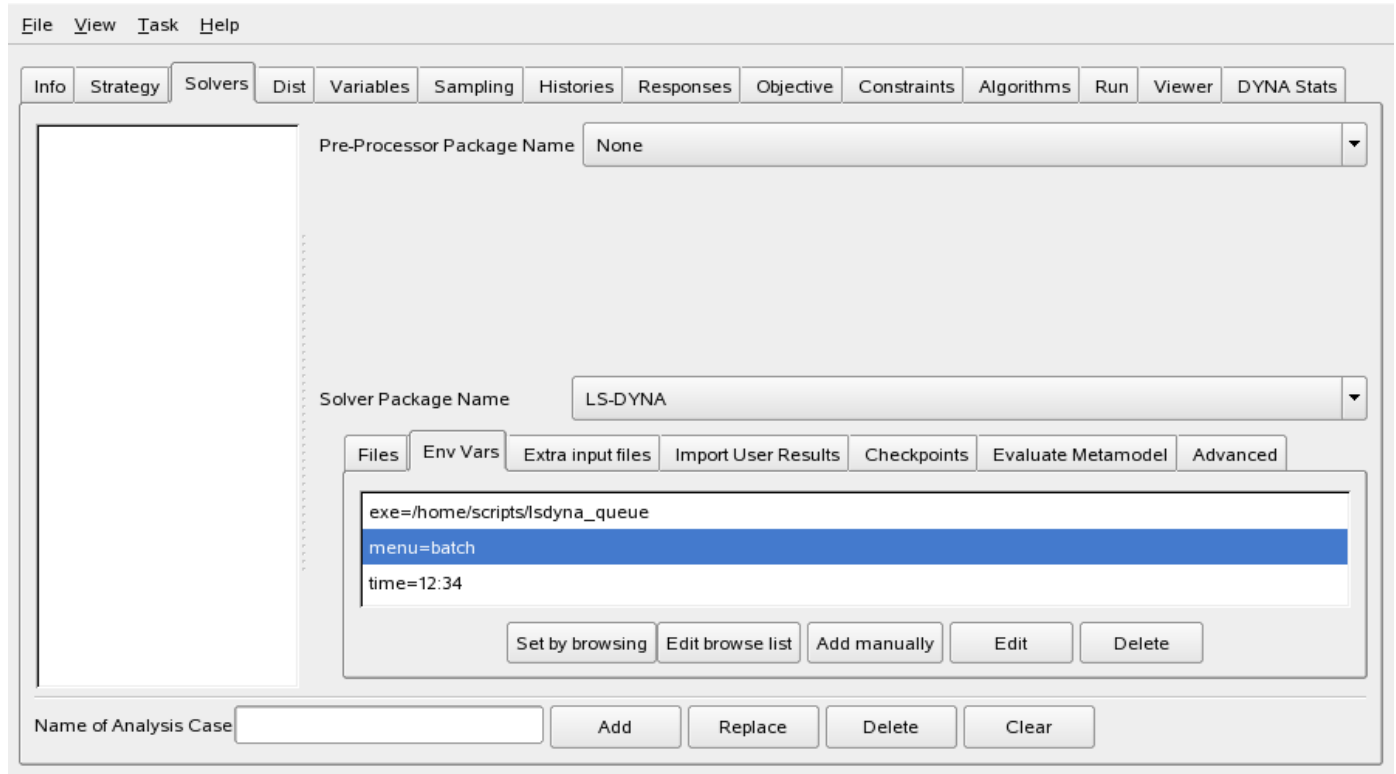 File View Task Help
Info Strategy Solvers Dist Variables Sampling Histories Responses Objective Constraints Algorithms Run Viewer DYNA Stats
Pre-Processor Package Name None
Solver Package Name LS-DYNA
Files Env Vars Extra input files Import User Results Checkpoints Evaluate Metamodel Advanced
exe=/home/scripts/lsdyna_queue
menu=batch
time=12:34
Set by browsing Edit browse list Add manually Edit Delete
Name of Analysis Case Add Replace Delete Clear